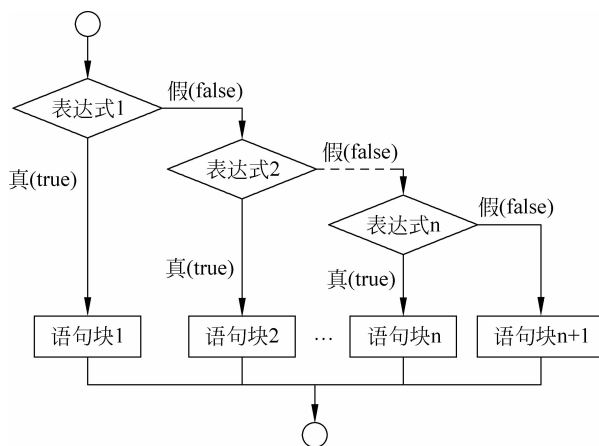 表达式1
假(false)
表达式2
假(false)
真(true)
表达式n
假(false)
真(true)
真(true)
语句块1
语句块2
…
语句块n
语句块n+1